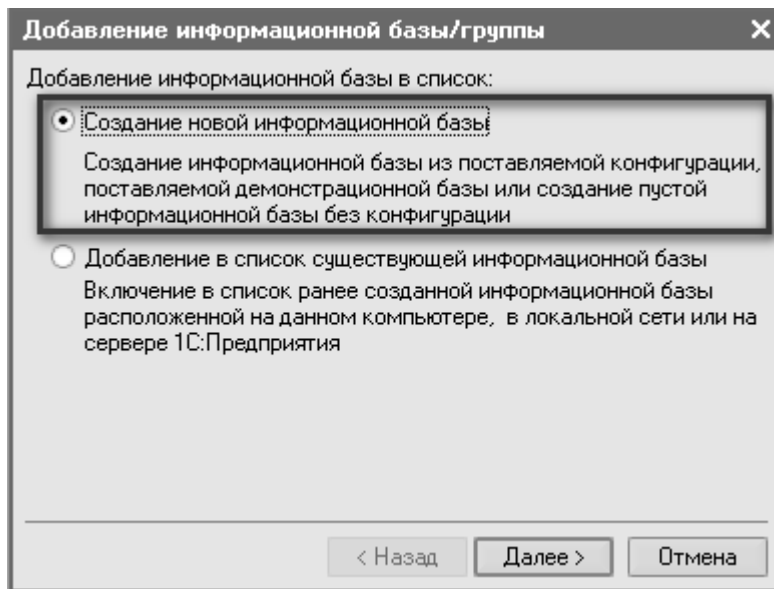 Добавление информационной базы/группы
Добавление информационной базы в список:
Создание новой информационной базы
Создание информационной базы из поставляемой конфигурации,
поставляемой демонстрационной базы или создание пустой
информационной базы без конфигурации
Добавление в список существующей информационной базы
Включение в список ранее созданной информационной базы
расположенной на данном компьютере, в локальной сети или на
сервере 1С:Предприятия
< Назад
Далее >
Отмена